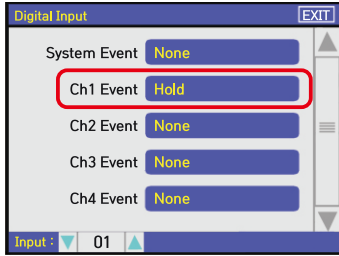 Digital Input EXIT
System Event None
Ch1 Event Hold
Ch2 Event None
Ch3 Event None
Ch4 Event None
Input : 01